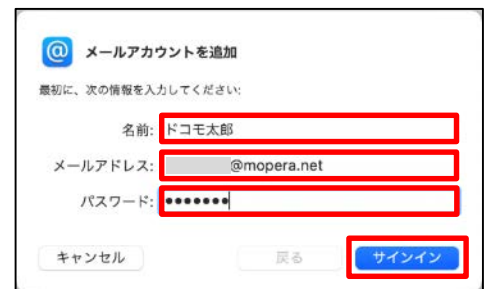 メールアカウントを追加
最初に、次の情報を入力してください:
名前: ドコモ太郎
メールアドレス: @mopera.net
パスワード: •••••••
キャンセル 戻る サインイン